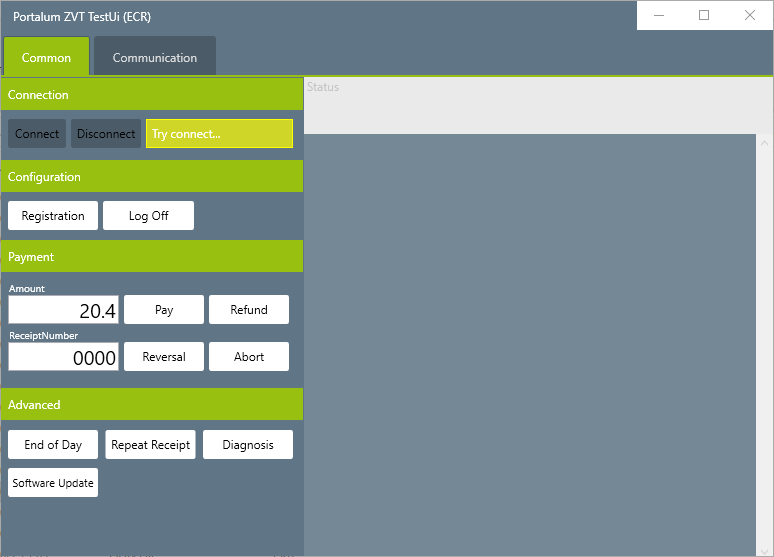 Portalum ZVT TestUi (ECR)
Common Communication
Connection
Status
Connect Disconnect Try connect...
Configuration
Registration Log Off
Payment
Amount
20.4 Pay Refund
ReceiptNumber
0000 Reversal Abort
Advanced
End of Day Repeat Receipt Diagnosis
Software Update